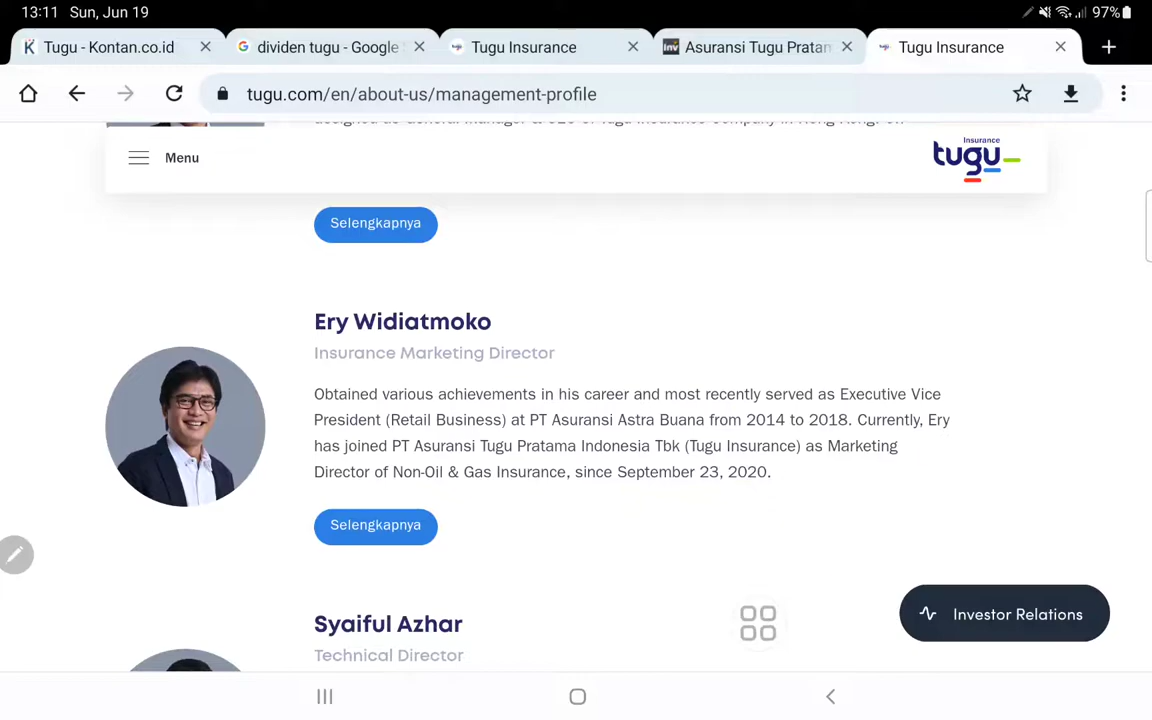 13:11 Sun, Jun 19
97%
Tugu - Kontan.co.id
dividen tugu - Google
Tugu Insurance
Asuransi Tugu Pratam
Tugu Insurance
tugu.com/en/about-us/management-profile
Menu
Insurance
tugu
Selengkapnya
Ery Widiatmoko
Insurance Marketing Director
Obtained various achievements in his career and most recently served as Executive Vice
President (Retail Business) at PT Asuransi Astra Buana from 2014 to 2018. Currently, Ery
has joined PT Asuransi Tugu Pratama Indonesia Tbk (Tugu Insurance) as Marketing
Director of Non-Oil & Gas Insurance, since September 23, 2020.
Selengkapnya
Investor Relations
Syaiful Azhar
Technical Director